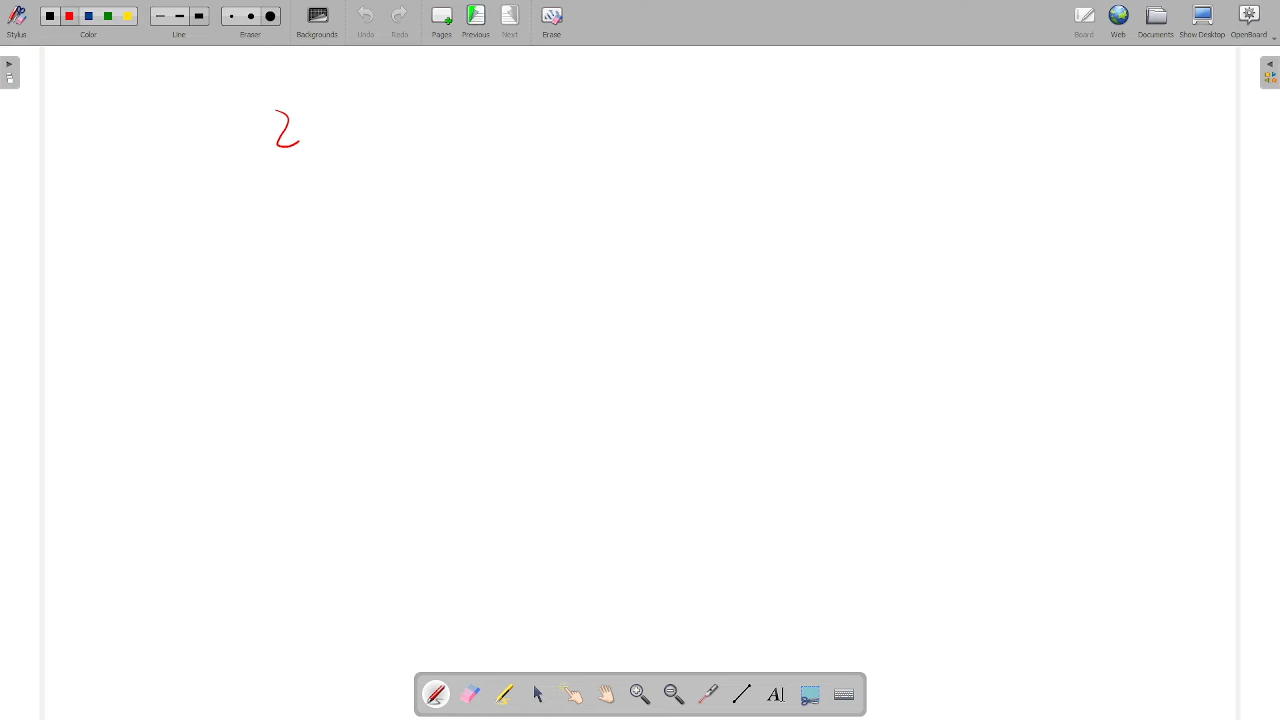 Stylus Color Line Eraser Backgrounds Undo Redo Pages Previous Next Erase Board Web Documents Show Desktop OpenBoard
2
A